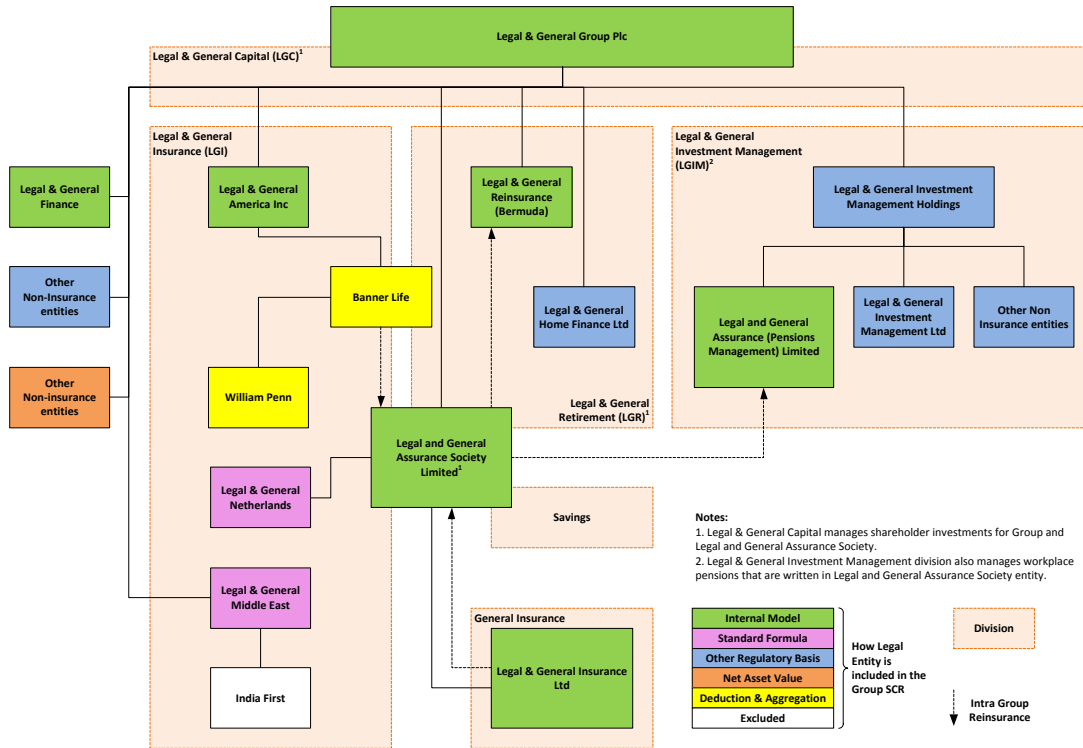 Legal & General Group Plc
Legal & General Capital (LGC)1
Legal & General
Insurance (LGI)
Legal & General
Investment Management
(LGIM)2
Legal & General
Finance
Legal & General
America Inc
Legal & General
Reinsurance
(Bermuda)
Legal & General Investment
Management Holdings
Other
Non-Insurance
entities
Banner Life
Legal & General
Home Finance Ltd
Legal and General
Assurance (Pensions
Management) Limited
Legal & General
Investment
Management Ltd
Other Non
Insurance entities
Other
Non-insurance
entities
William Penn
Legal & General
Retirement (LGR)1
Legal and General
Assurance Society
Limited1
Legal & General
Netherlands
Savings
Notes:
1. Legal & General Capital manages shareholder investments for Group and
Legal and General Assurance Society.
2. Legal & General Investment Management division also manages workplace
pensions that are written in Legal and General Assurance Society entity.
Legal & General
Middle East
General Insurance
Legal & General Insurance
Ltd
India First
Internal Model
Standard Formula
Other Regulatory Basis
Net Asset Value
Deduction & Aggregation
Excluded
How Legal
Entity is
included in the
Group SCR
Division
Intra Group
Reinsurance